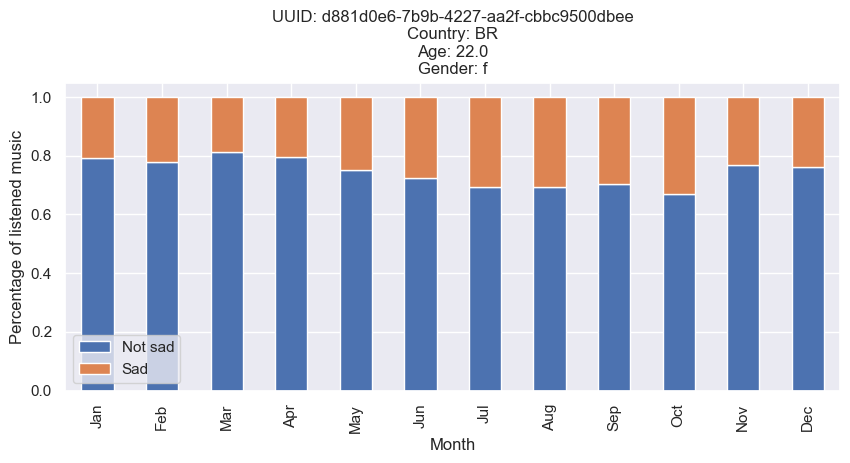 UUID: d881d0e6-7b9b-4227-aa2f-cbbc9500dbee
Country: BR
Age: 22.0
Gender: f
Percentage of listened music
1.0
0.8
0.6
0.4
0.2
0.0
Not sad
Sad
Jan
Feb
Mar
Apr
May
Jun
Jul
Aug
Sep
Oct
Nov
Dec
Month